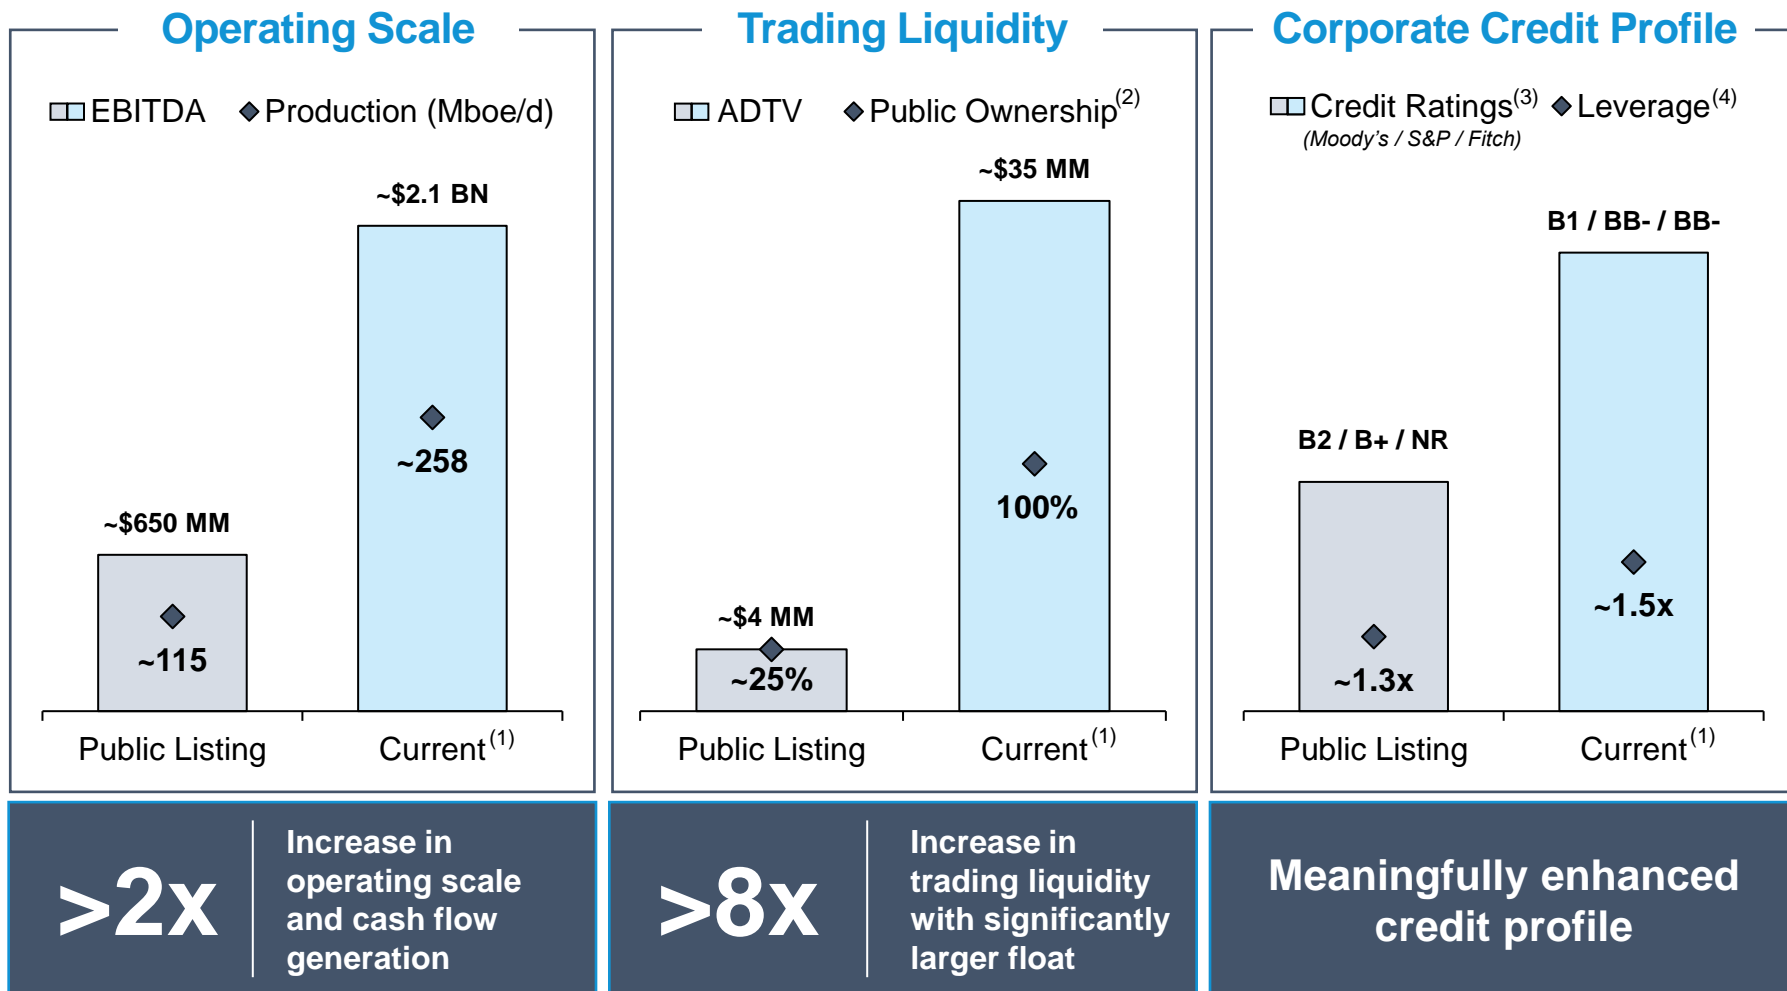 Operating Scale
EBITDA Production (Mboe/d)
~$2.1 BN
~258
~$650 MM
~115
Public Listing Current(1)
>2x
Increase in
operating scale
and cash flow
generation
Trading Liquidity
ADTV Public Ownership(2)
~$35 MM
100%
~$4 MM
~25%
Public Listing Current(1)
>8x
Increase in
trading liquidity
with significantly
larger float
Corporate Credit Profile
Credit Ratings(3) Leverage(4)
(Moody's / S&P / Fitch)
B1 / BB- / BB-
B2 / B+ / NR
~1.5x
~1.3x
Public Listing Current(1)
Meaningfully enhanced
credit profile